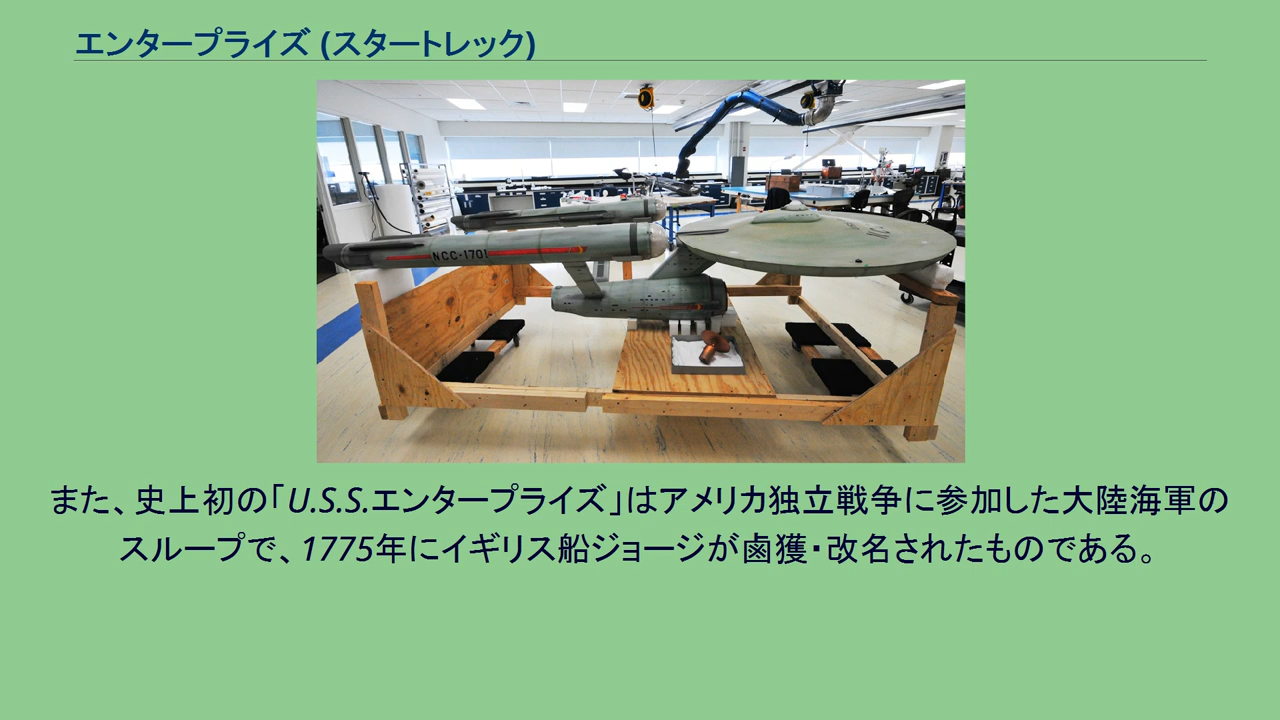 エンタープライズ (スタートレック)
NCC-1701
また、史上初の「U.S.S.エンタープライズ」はアメリカ独立戦争に参加した大陸海軍の
スループで、1775年にイギリス船ジョージが鹵獲・改名されたものである。